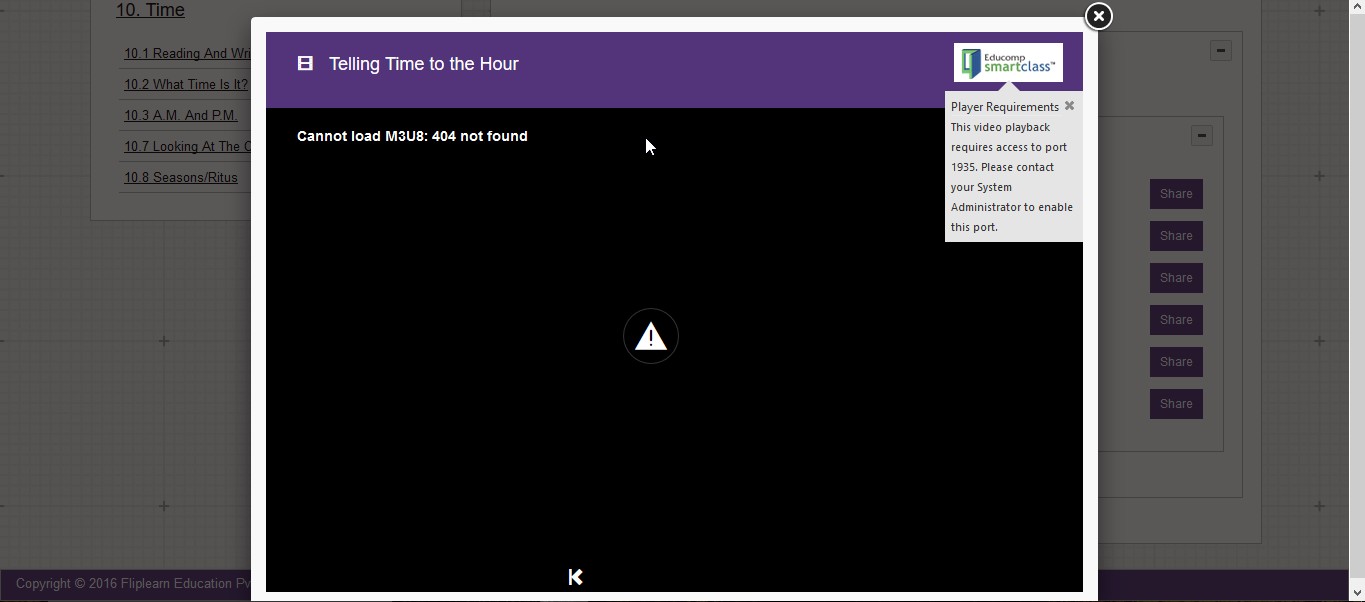 10. Time
10.1 Reading And Wri
10.2 What Time Is It?
10.3 A.M. And P.M.
10.7 Looking At The C
10.8 Seasons/Ritus
Telling Time to the Hour
Educomp
smartclass™
Cannot load M3U8: 404 not found
Player Requirements
This video playback
requires access to port
1935. Please contact
your System
Administrator to enable
this port.
Share
Share
Share
Share
Share
Share
Copyright © 2016 Fliplearn Education Pv